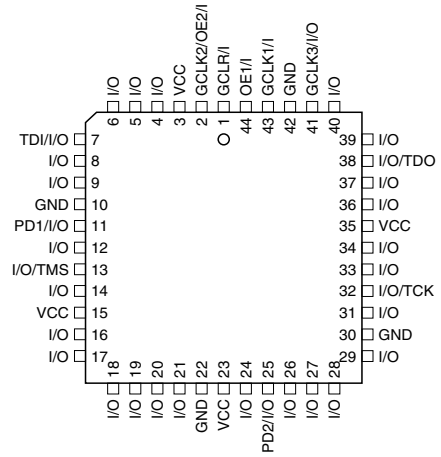 I/O
I/O
I/O
VCC
GCLK2/OE2/I
GCLR/I
OE1/I
GCLK1/I
GND
GCLK3/I/O
I/O
6
5
4
3
2
1
44
43
42
41
40
TDI/I/O 7
I/O 8
I/O 9
GND 10
PD1/I/O 11
I/O 12
I/O/TMS 13
I/O 14
VCC 15
I/O 16
I/O 17
39 I/O
38 I/O/TDO
37 I/O
36 I/O
35 VCC
34 I/O
33 I/O
32 I/O/TCK
31 I/O
30 GND
29 I/O
18
19
20
21
22
23
24
25
26
27
28
I/O
I/O
I/O
I/O
GND
VCC
I/O
PD2/I/O
I/O
I/O
I/O